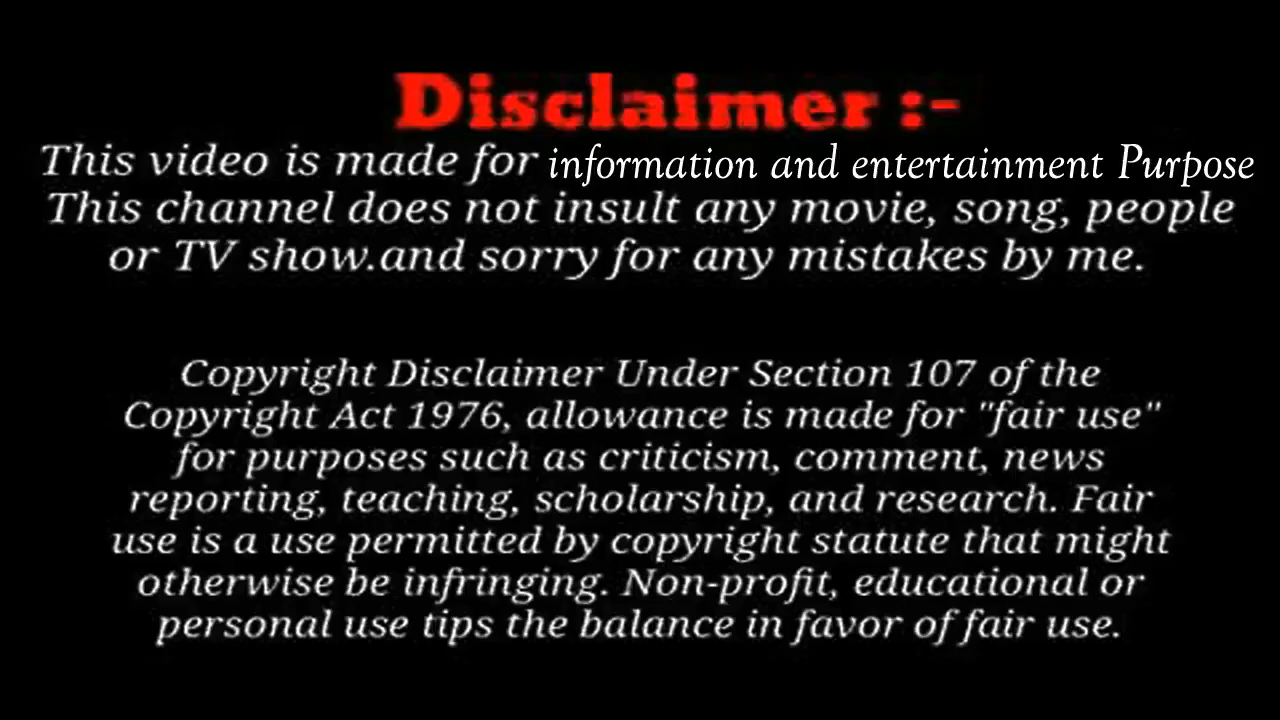 Disclaimer :-
This video is made for information and entertainment Purpose
This channel does not insult any movie, song, people
or TV show.and sorry for any mistakes by me.
Copyright Disclaimer Under Section 107 of the
Copyright Act 1976, allowance is made for "fair use"
for purposes such as criticism, comment, news
reporting, teaching, scholarship, and research. Fair
use is a use permitted by copyright statute that might
otherwise be infringing. Non-profit, educational or
personal use tips the balance in favor of fair use.